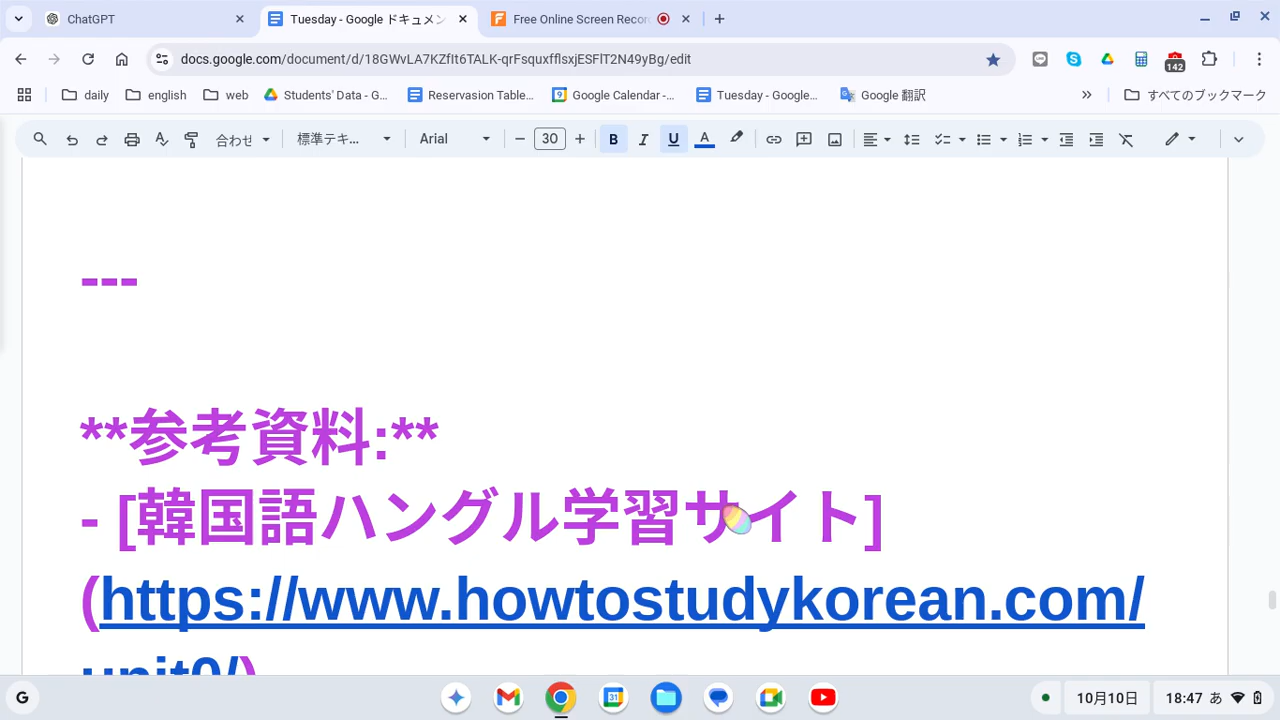 ChatGPT
Tuesday - Google ドキュメン
Free Online Screen Recor
docs.google.com/document/d/19GWvLA7KZfIt6TALK-qrFsquxfflsxjESFlT2N49yBg/edit
142
daily
english
web
Students' Data - G...
Reservasion Table...
Google Calendar -...
Tuesday - Google...
Google 翻訳
すべてのブックマーク
合わせ
標準テキ...
Arial
30
---
**参考資料:**
- [韓国語ハングル学習サイト]
(https://www.howtostudykorean.com/
unit0/)
10月10日
18:47 あ